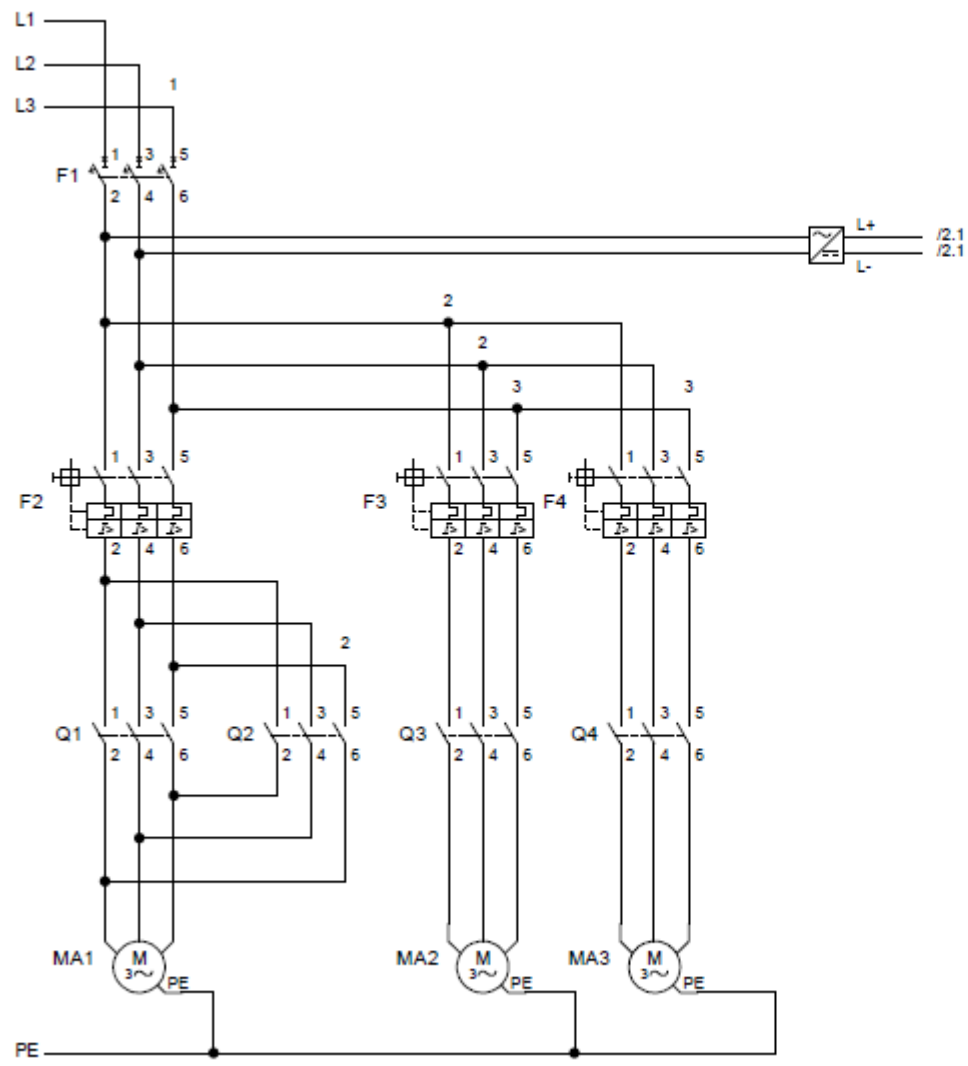 L1
L2
1
L3
1 3 5
F1
2 4 6
L+ /2.1
/2.1
L-
2
2
3 3
1 3 5 1 3 5 1 3 5
F2 F3 F4
2 4 6 2 4 6 2 4 6
2
1 3 5 1 3 5 1 3 5 1 3 5
Q1 Q2 Q3 Q4
2 4 6 2 4 6 2 4 6 2 4 6
MA1 M MA2 M MA3 M
3 3 3
PE PE PE
PE